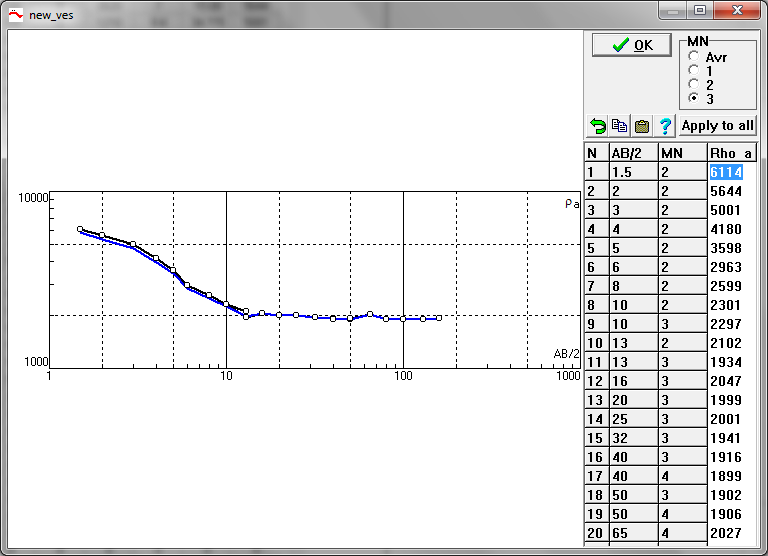 new_ves
OK
MN
Avr
1
2
3
Apply to all
N AB/2 MN Rho_a
1 1.5 2 6114
2 2 2 5644
3 3 2 5001
4 4 2 4180
5 5 2 3598
6 6 2 2963
7 8 2 2599
8 10 2 2301
9 10 3 2297
10 13 2 2102
11 13 3 1934
12 16 3 2047
13 20 3 1999
14 25 3 2001
15 32 3 1941
16 40 3 1916
17 40 4 1899
18 50 3 1902
19 50 4 1906
20 65 4 2027
10000
ρa
1000
AB/2
1 10 100 1000